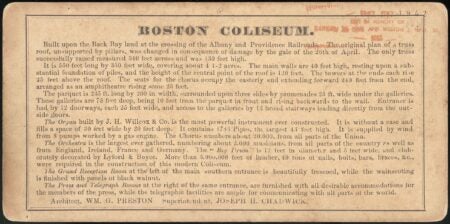 BOSTON COLISEUM.
Built upon the Back Bay land at the crossing of the Albany and Providence Railroads. The original plan of a truss
roof, unsupported by pillars, was changed in consequence of damage by the gale of the 26th of April. The only truss
successfully raised measured 340 feet across and was 150 feet high.
It is 550 feet long by 350 feet wide, covering about 4 1-2 acres. The main walls are 40 feet high, resting upon a sub-
stantial foundation of piles, and the height of the central point of the roof is 120 feet. The towers at the ends each rise
25 feet above the roof. The seats for the chorus occupy the easterly end extending forward 248 feet from the end,
arranged as an amphitheatre rising some 25 feet.
The parquet is 245 ft. long by 200 in width, surrounded upon three sides by promenades 25 ft. wide under the galleries.
These galleries are 75 feet deep, being 10 feet from the parquet in front and rising backwards to the wall. Entrance is
had by 12 doorways, each 25 feet wide, and access to the galleries by 12 broad stairways leading directly from the out-
side doors.
The Organ built by J. H. Willcox & Co. is the most powerful instrument ever constructed. It is without a case and
fills a space of 30 feet wide by 20 feet deep. It contains Pipes, the largest 43 feet high. It is supplied by wind
from 8 pumps worked by a gas engine. The Chorus numbers about 20,000, from all parts of the Union.
The Orchestra is the largest ever gathered, numbering about 2,000 musicians, from all parts of the country as well as
from England, Ireland, France and Germany. The " Big Drum" is 12 feet in diameter and 5 feet wide, and elab-
orately decorated by Lyford & Boyce. More than 2,000,000 feet of lumber, 60 tons of nails, bolts, bars, braces, &c.,
were required in the construction of this modern Coliseum.
The Grand Reception Room at the left of the main southern entrance is beautifully frescoed, while the wainscoting
is finished with panels of black walnut.
The Press and Telegraph Rooms at the right of the same entrance, are furnished with all desirable accommodations for
the members of the press, while the telegraphic facilities are ample for communicating with all parts of the world.
Architect, WM. G. PRESTON Superintendent, JOSEPH H. CHADWICK.